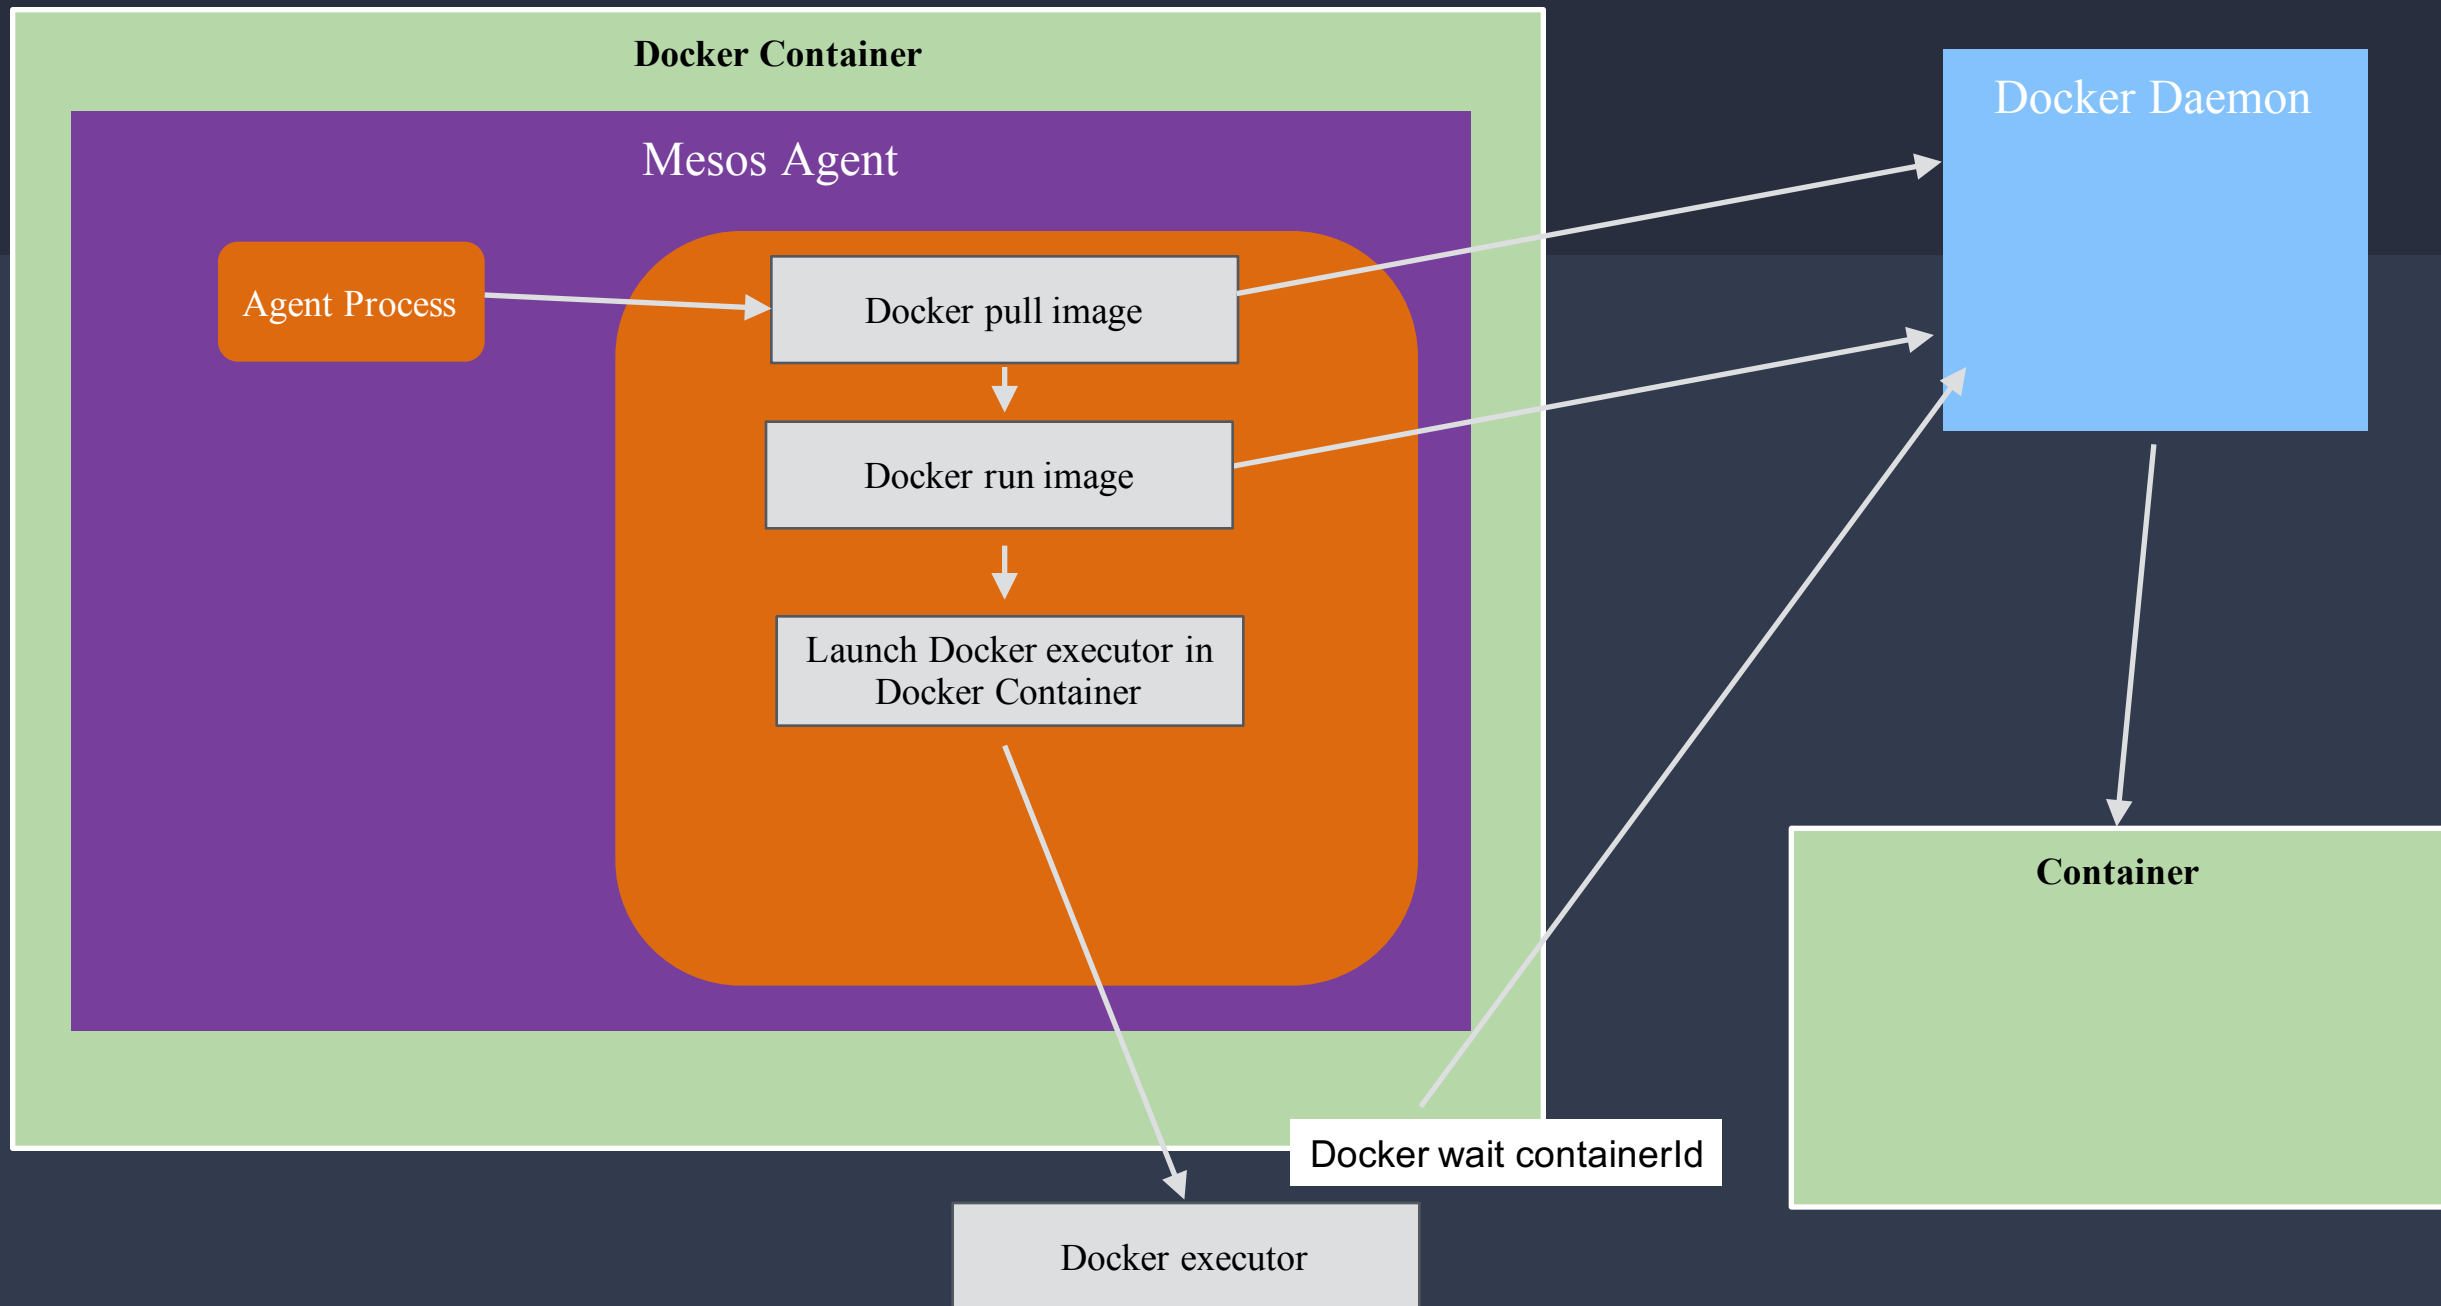 Docker Container
Docker Daemon
Mesos Agent
Agent Process
Docker pull image
Docker run image
Launch Docker executor in
Docker Container
Container
Docker wait containerId
Docker executor